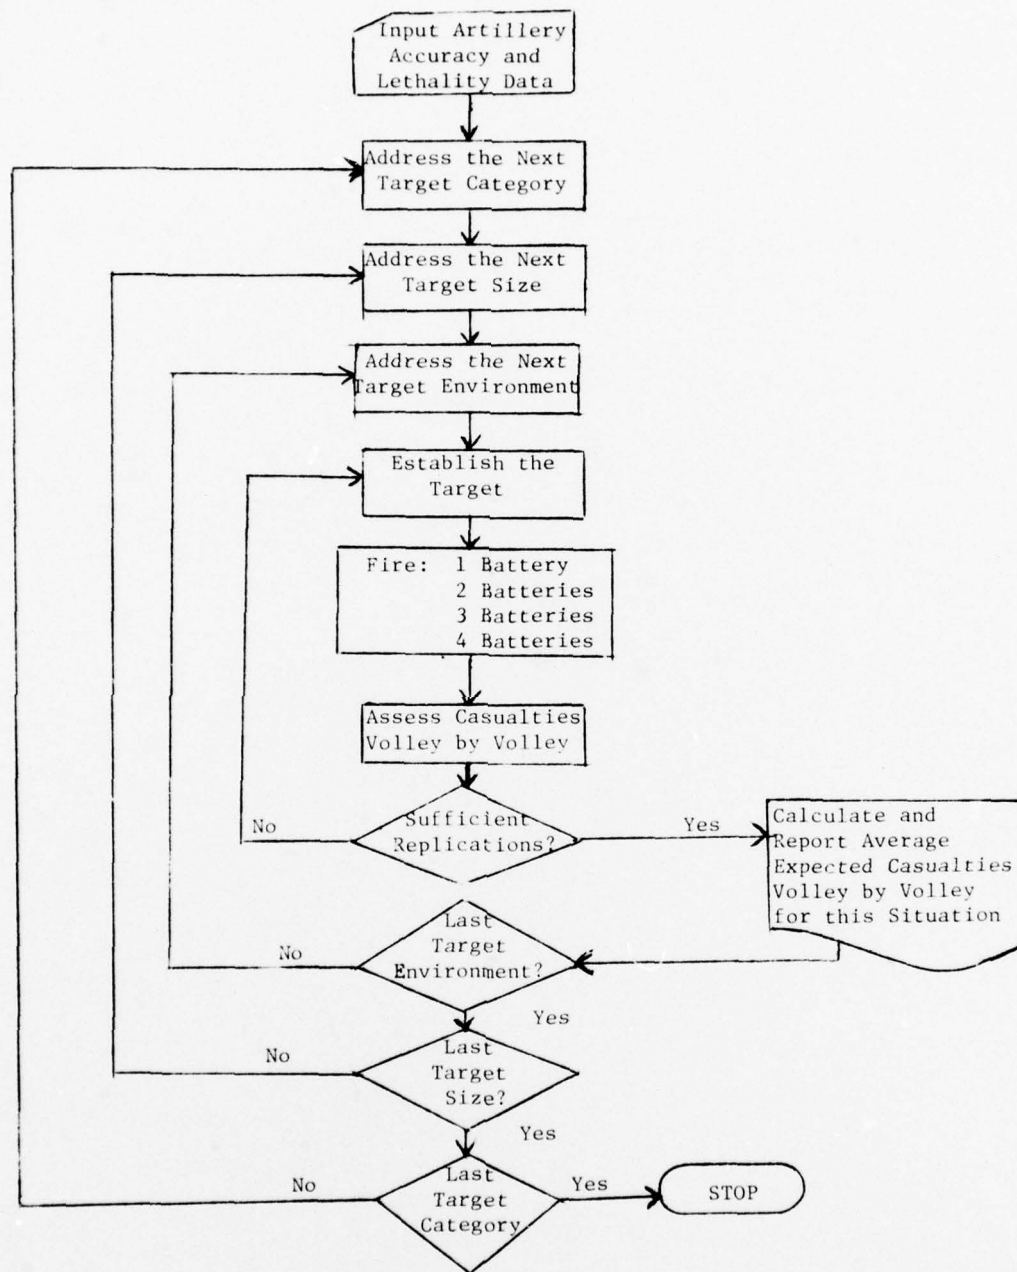 Input Artillery
Accuracy and
Lethality Data
Address the Next
Target Category
Address the Next
Target Size
Address the Next
Target Environment
Establish the
Target
Fire: 1 Battery
2 Batteries
3 Batteries
4 Batteries
Assess Casualties
Volley by Volley
Sufficient
Replications?
No
Yes
Calculate and
Report Average
Expected Casualties
Volley by Volley
for this Situation
Last
Target
Environment?
No
Yes
Last
Target
Size?
No
Yes
Last
Target
Category
No
Yes
STOP